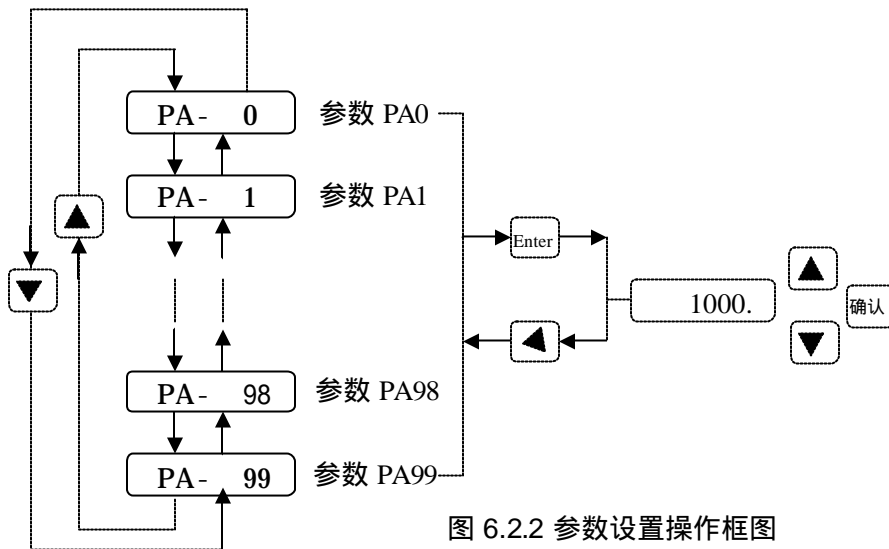 PA- 0 参数 PA0
PA- 1 参数 PA1
Enter
1000.
确认
PA- 98 参数 PA98
PA- 99 参数 PA99
图 6.2.2 参数设置操作框图